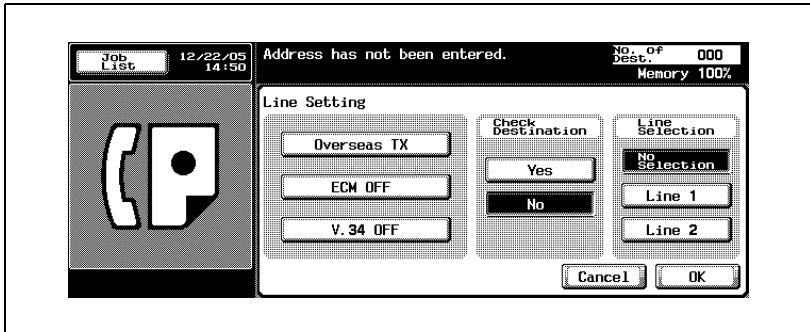 Job
List
12/22/05
14:50
Address has not been entered.
No. of
Dest.
000
Memory 100%
Line Setting
Overseas TX
ECM OFF
V.34 OFF
Check
Destination
Yes
No
Line
Selection
No
Selection
Line 1
Line 2
Cancel
OK